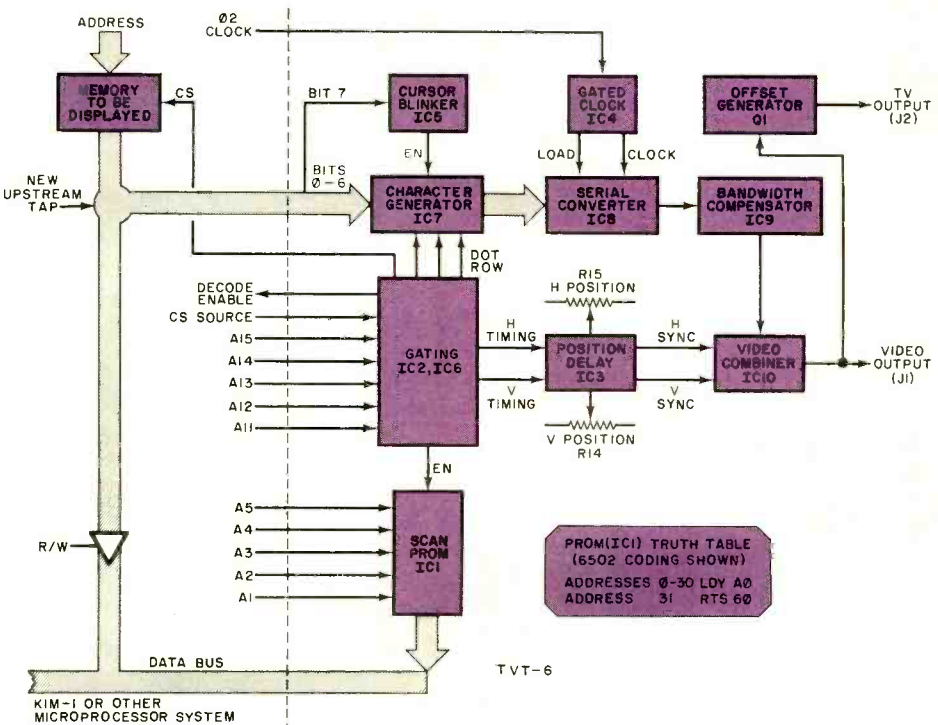 ADDRESS
MEMORY
TO BE
DISPLAYED
CS
Ø2
CLOCK
BIT 7
CURSOR
BLINKER
IC5
GATED
CLOCK
IC4
OFFSET
GENERATOR
Q1
TV
OUTPUT
(J2)
EN
LOAD
CLOCK
NEW
UPSTREAM
TAP
BITS
Ø-6
CHARACTER
GENERATOR
IC7
SERIAL
CONVERTER
IC8
BANDWIDTH
COMPENSATOR
IC9
DOT
ROW
DECODE
ENABLE
CS SOURCE
A15
A14
A13
A12
A11
GATING
IC2, IC6
H
TIMING
V
TIMING
R15
H POSITION
POSITION
DELAY
IC3
V POSITION
R14
H
SYNC
V
SYNC
VIDEO
COMBINER
IC10
VIDEO
OUTPUT
(J1)
EN
A5
A4
A3
A2
A1
SCAN
PROM
IC1
R/W
PROM(IC1) TRUTH TABLE
(6502 CODING SHOWN)
ADDRESSES Ø-30 LDY AØ
ADDRESS 31 RTS 60
DATA BUS
TVT-6
KIM-1 OR OTHER
MICROPROCESSOR SYSTEM